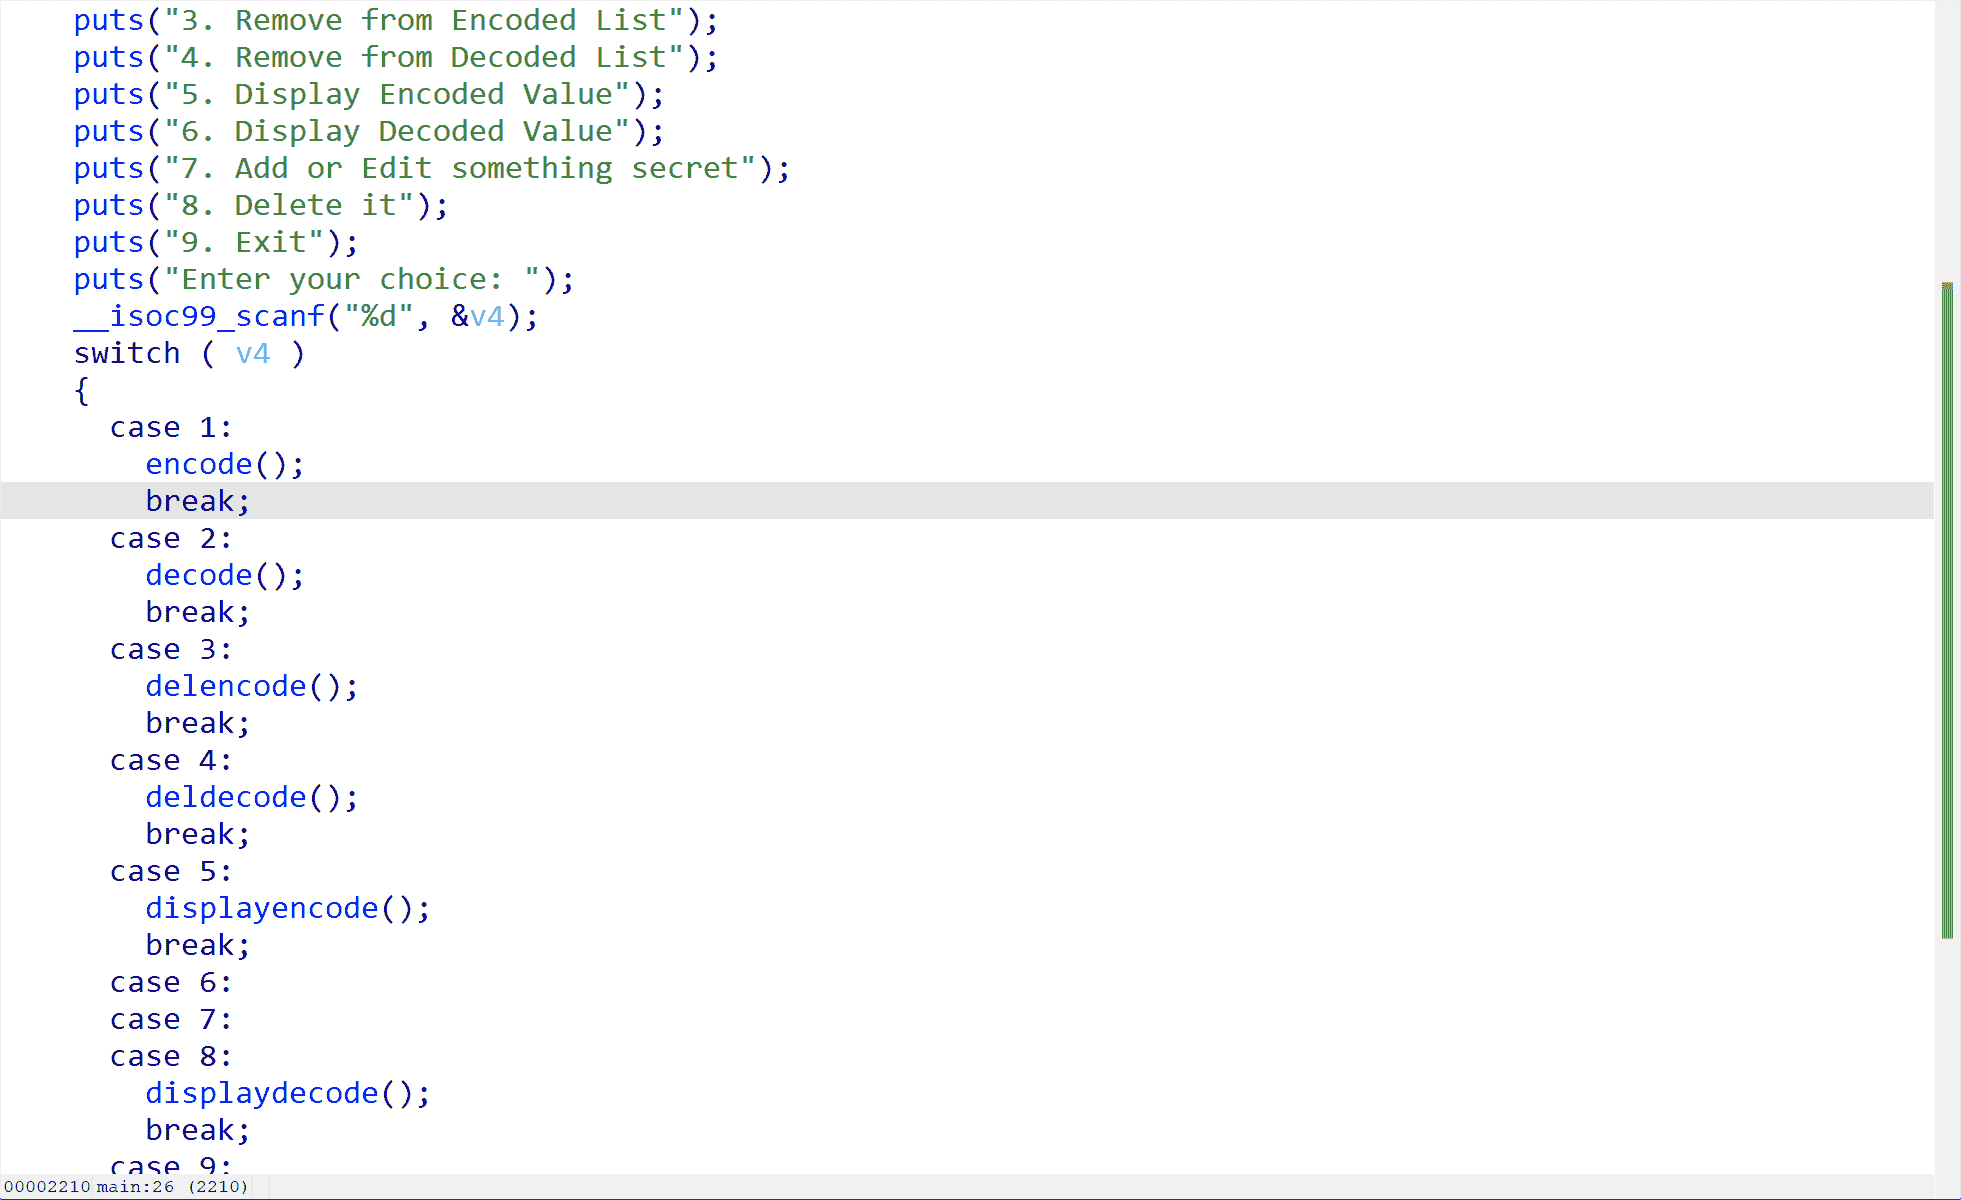 puts("3. Remove from Encoded List");
puts("4. Remove from Decoded List");
puts("5. Display Encoded Value");
puts("6. Display Decoded Value");
puts("7. Add or Edit something secret");
puts("8. Delete it");
puts("9. Exit");
puts("Enter your choice: ");
__isoc99_scanf("%d", &v4);
switch ( v4 )
{
case 1:
encode();
break;
case 2:
decode();
break;
case 3:
delencode();
break;
case 4:
deldecode();
break;
case 5:
displayencode();
break;
case 6:
case 7:
case 8:
displaydecode();
break;
case 9:
00002210 main:26 (2210)